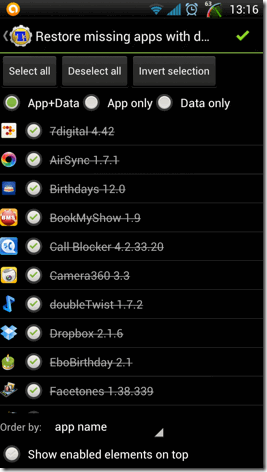 63
13:16
Restore missing apps with d...
Select all
Deselect all
Invert selection
App+Data
App only
Data only
7digital 4.42
AirSync 1.7.1
Birthdays 12.0
BookMyShow 1.9
Call Blocker 4.2.33.20
Camera360 3.3
doubleTwist 1.7.2
Dropbox 2.1.6
EboBirthday 2.1
Facetones 1.38.339
Order by:
app name
Show enabled elements on top